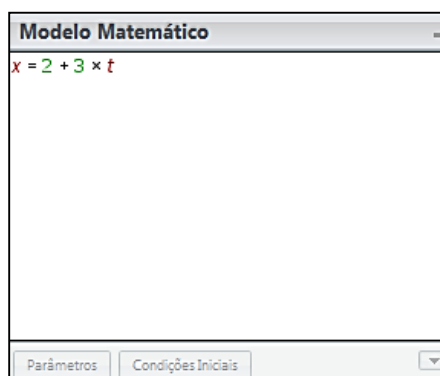 Modelo Matemático
x = 2 + 3 × t
Parâmetros Condições Iniciais